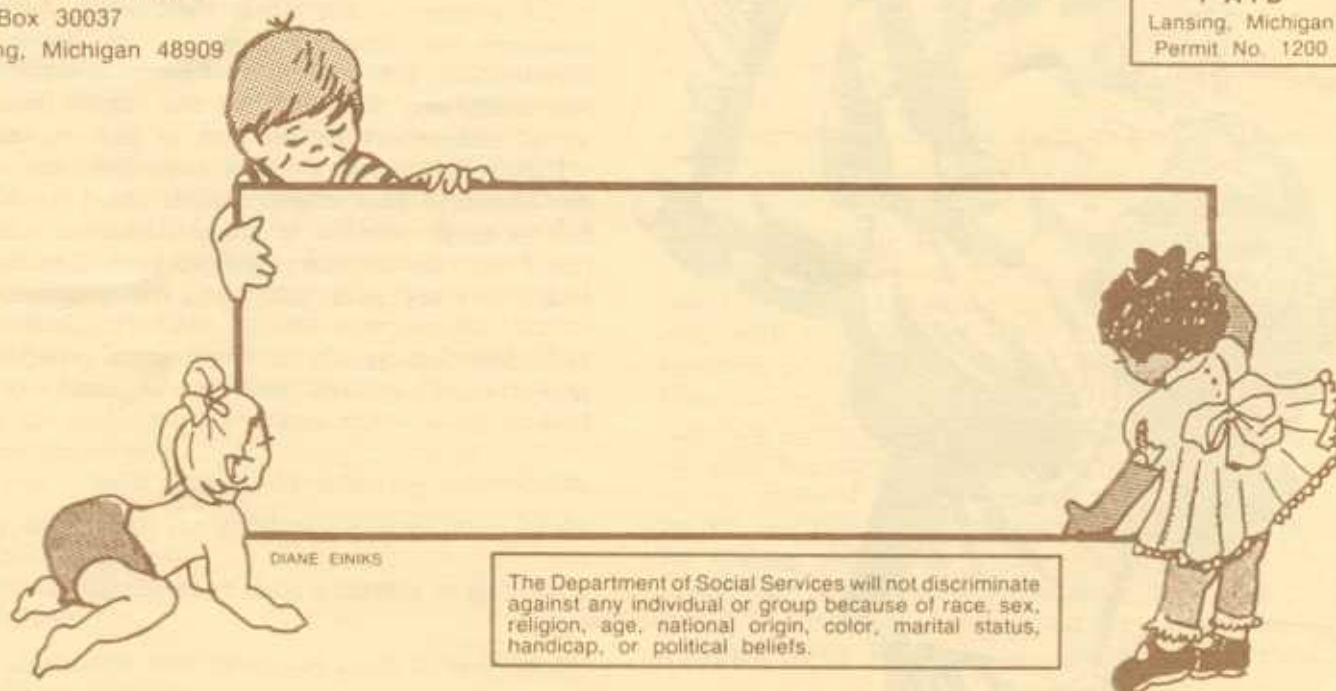 Box 30037
ng, Michigan 48909
PAID
Lansing, Michigan
Permit No. 1200
DIANE EINIKS
The Department of Social Services will not discriminate
against any individual or group because of race, sex,
religion, age, national origin, color, marital status,
handicap, or political beliefs.